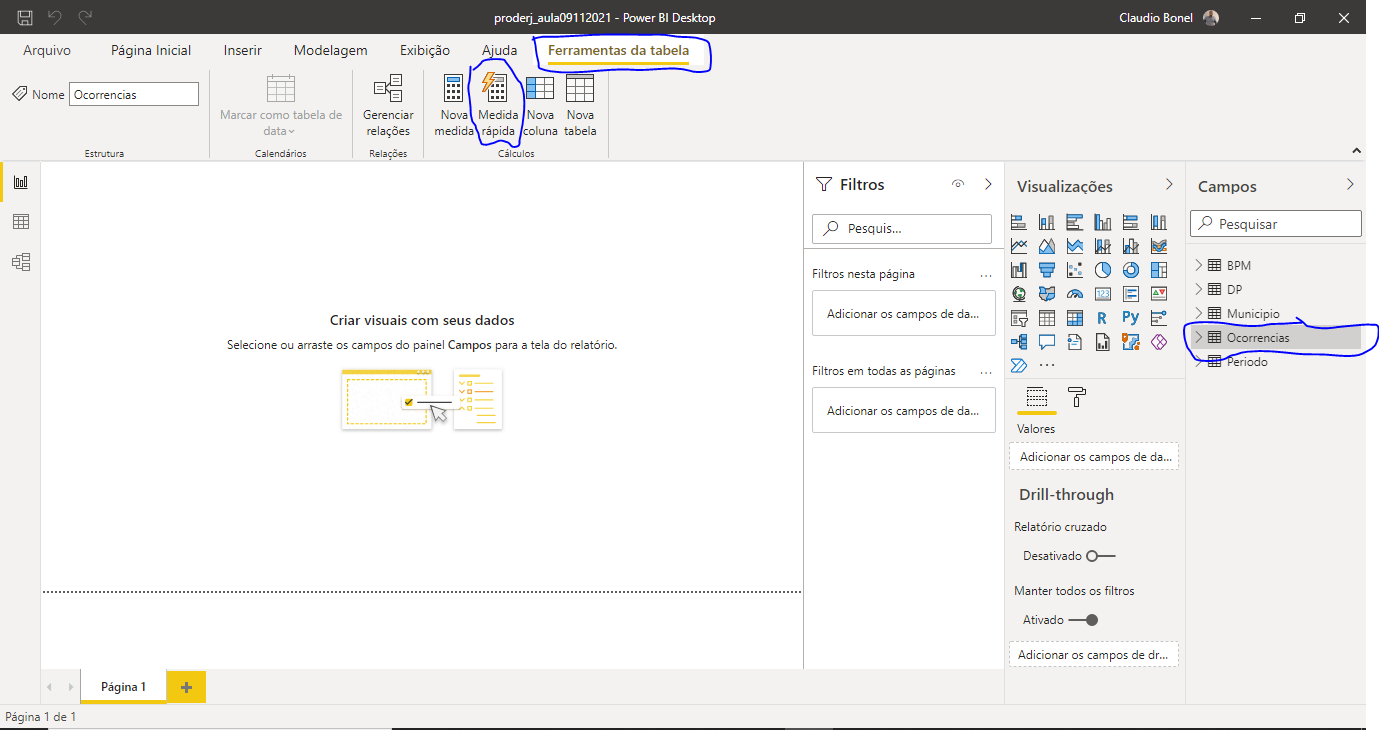 proderj_aula09112021 - Power BI Desktop
Claudio Bonel
Arquivo Página Inicial Inserir Modelagem Exibição Ajuda Ferramentas da tabela
Nome Ocorrencias
Marcar como tabela de
data
Gerenciar
relações
Nova
medida
Medida
rápida
Nova
coluna
Nova
tabela
Estrutura Calendários Relações Cálculos
Criar visuais com seus dados
Selecione ou arraste os campos do painel Campos para a tela do relatório.
Filtros
Pesquis...
Filtros nesta página ...
Adicionar os campos de da...
Filtros em todas as páginas ...
Adicionar os campos de da...
Visualizações
123
R Py
...
Valores
Adicionar os campos de da...
Drill-through
Relatório cruzado
Desativado
Manter todos os filtros
Ativado
Adicionar os campos de dr...
Campos
Pesquisar
BPM
DP
Municipio
Ocorrencias
Periodo
Página 1 +
Página 1 de 1